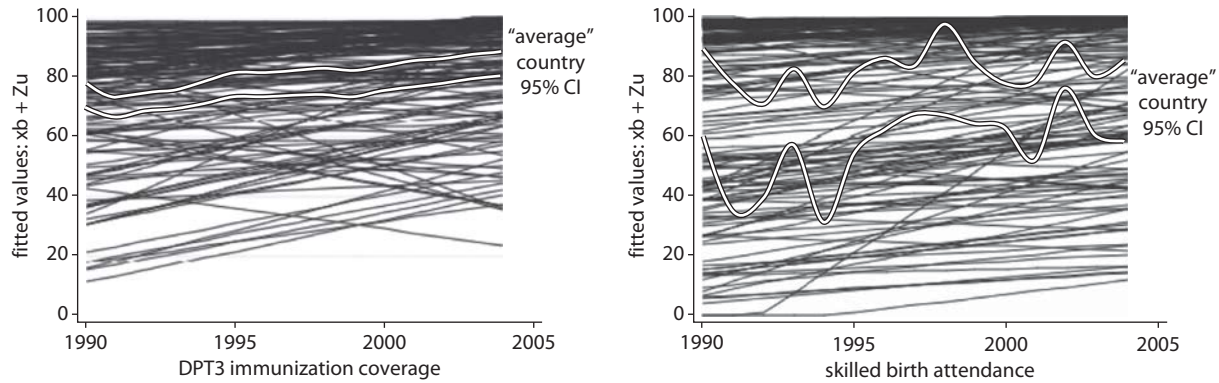 fitted values: xb + Zu
100
80
60
40
20
0
1990
1995
2000
2005
DPT3 immunization coverage
“average”
country
95% CI
fitted values: xb + Zu
100
80
60
40
20
0
1990
1995
2000
2005
skilled birth attendance
“average”
country
95% CI